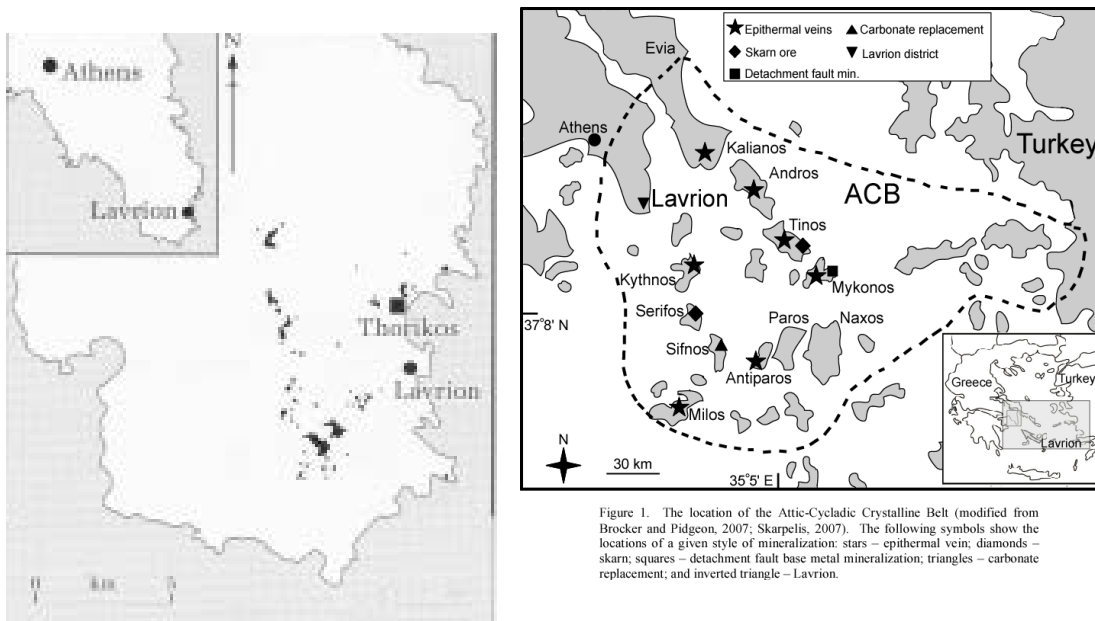 Athens
Lavrion
N
Thorikos
Lavrion
0 km 5
Epithermal veins
Carbonate replacement
Skarn ore
Lavrion district
Detachment fault min.
Evia
Athens
Turkey
Kalianos
Andros
ACB
Lavrion
Tinos
Kythnos
Mykonos
Serifos
Paros
Naxos
37°8' N
Sifnos
Antiparos
Milos
Greece
Turkey
Lavrion
N
30 km
35°5' E
Figure 1. The location of the Attic-Cycladic Crystalline Belt (modified from
Brocker and Pidgeon, 2007; Skarpelis, 2007). The following symbols show the
locations of a given style of mineralization: stars – epithermal vein; diamonds –
skarn; squares – detachment fault base metal mineralization; triangles – carbonate
replacement; and inverted triangle – Lavrion.